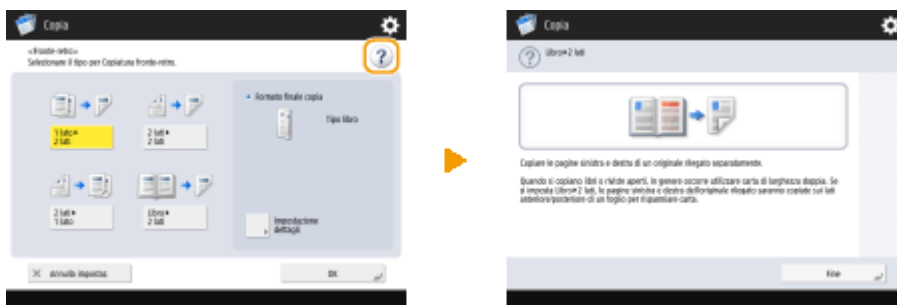 Copia
<Fronte-retro>
Selezionare il tipo per Copiatura fronte-retro.
?
1 lato▸
2 lati
2 lati▸
2 lati
Formato finale copia
Tipo libro
2 lati▸
1 lato
Libro▸
2 lati
Impostazione
dettagli
Annulla impostaz.
OK
Copia
?
Libro▸2 lati
Copiare le pagine sinistra e destra di un originale rilegato separatamente.
Quando si copiano libri o riviste aperti, in genere occorre utilizzare carta di larghezza doppia. Se
si imposta Libro▸2 lati, le pagine sinistra e destra dell'originale rilegato saranno copiate sui lati
anteriore/posteriore di un foglio per risparmiare carta.
Fine